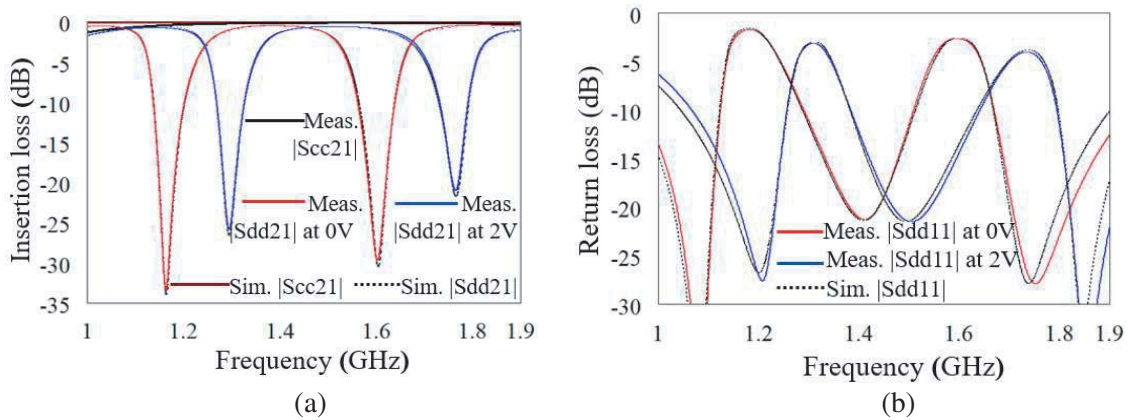 Insertion loss (dB)
0
-5
-10
-15
-20
-25
-30
-35
Meas.
|Scc21|
Meas.
|Sdd21| at 0V
Meas.
|Sdd21| at 2V
Sim. |Scc21|
Sim. |Sdd21|
1 1.2 1.4 1.6 1.8 1.9
Frequency (GHz)
(a)
Return loss (dB)
0
-5
-10
-15
-20
-25
-30
Meas. |Sdd11| at 0V
Meas. |Sdd11| at 2V
Sim. |Sdd11|
1 1.2 1.4 1.6 1.8 1.9
Frequency (GHz)
(b)